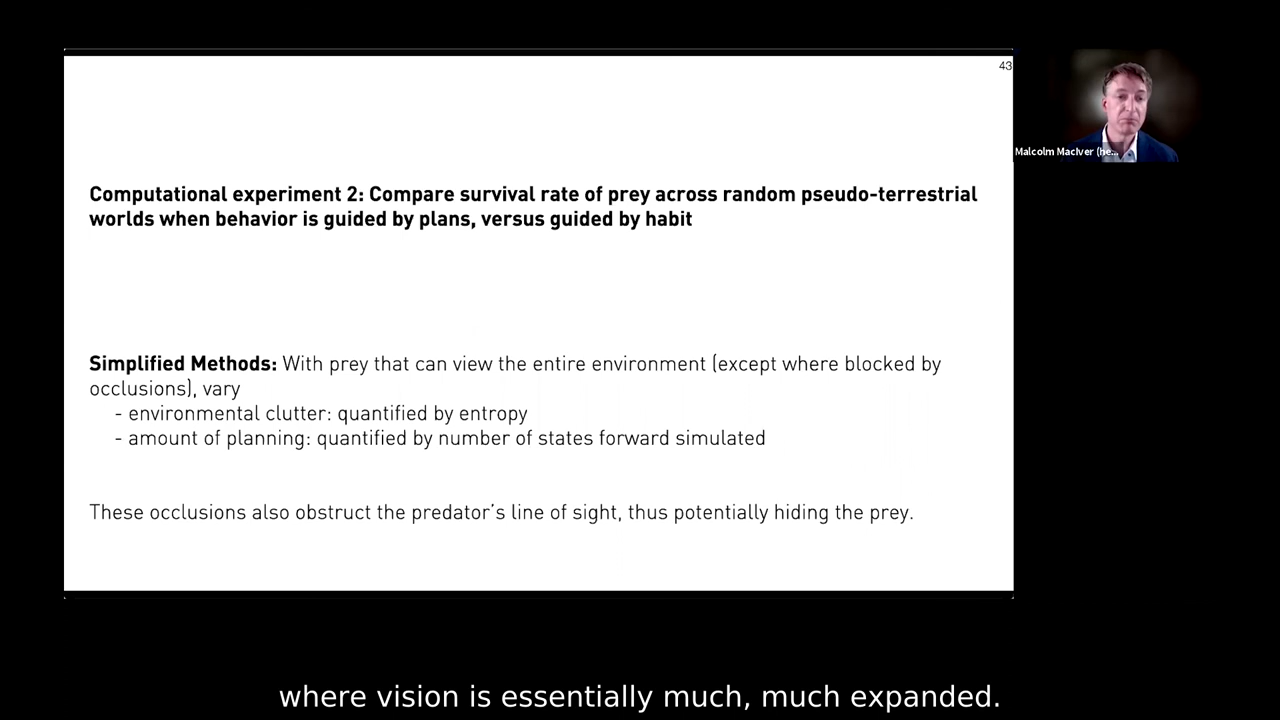 43
Malcolm MacIver (he...
Computational experiment 2: Compare survival rate of prey across random pseudo-terrestrial
worlds when behavior is guided by plans, versus guided by habit
Simplified Methods: With prey that can view the entire environment (except where blocked by
occlusions), vary
- environmental clutter: quantified by entropy
- amount of planning: quantified by number of states forward simulated
These occlusions also obstruct the predator's line of sight, thus potentially hiding the prey.
where vision is essentially much, much expanded.